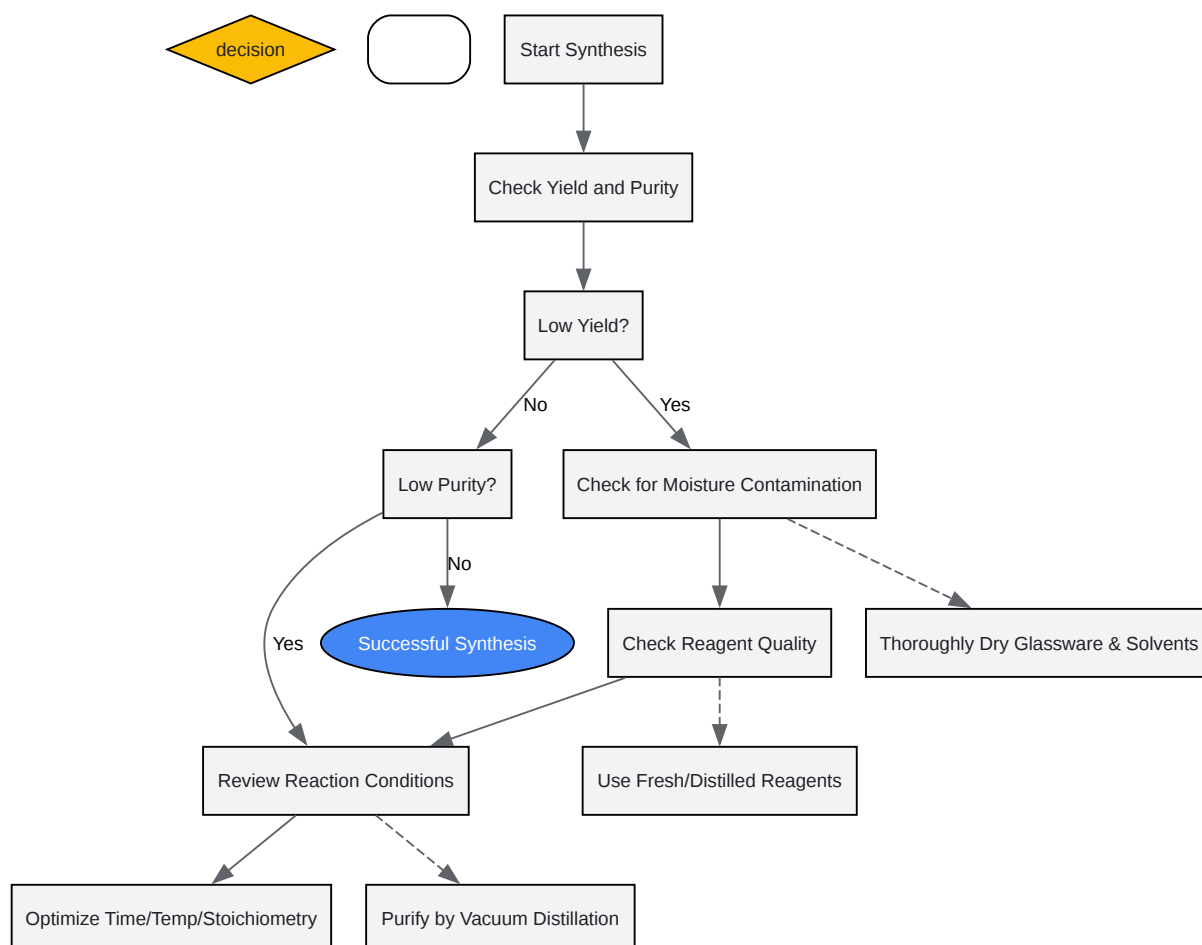 decision
Start Synthesis
Check Yield and Purity
Low Yield?
No
Yes
Low Purity?
Check for Moisture Contamination
No
Yes
Successful Synthesis
Check Reagent Quality
Thoroughly Dry Glassware & Solvents
Review Reaction Conditions
Use Fresh/Distilled Reagents
Optimize Time/Temp/Stoichiometry
Purify by Vacuum Distillation